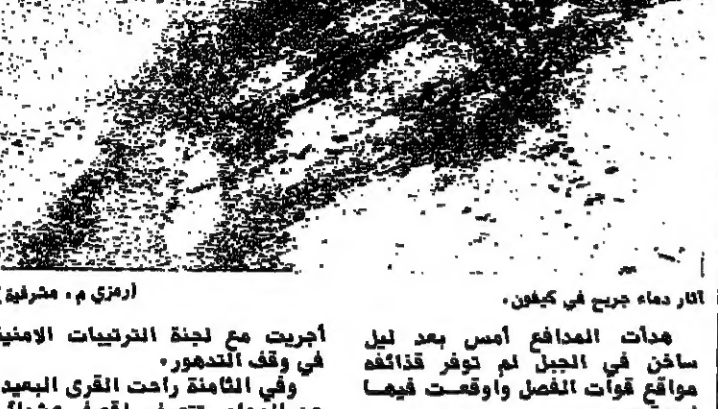 آثار دماء جريح في كيفون.
(رمزي م. مشرفية)
هدأت المدافع أمس بعد ليل
ساخن في الجبل لم توفر قذائفه
مواقع قوات الفصل واوقعت فيها
أجريت مع لجنة الترتيبات الامنية
في وقف التدهور.
وفي الثامنة راحت القرى البعيدة